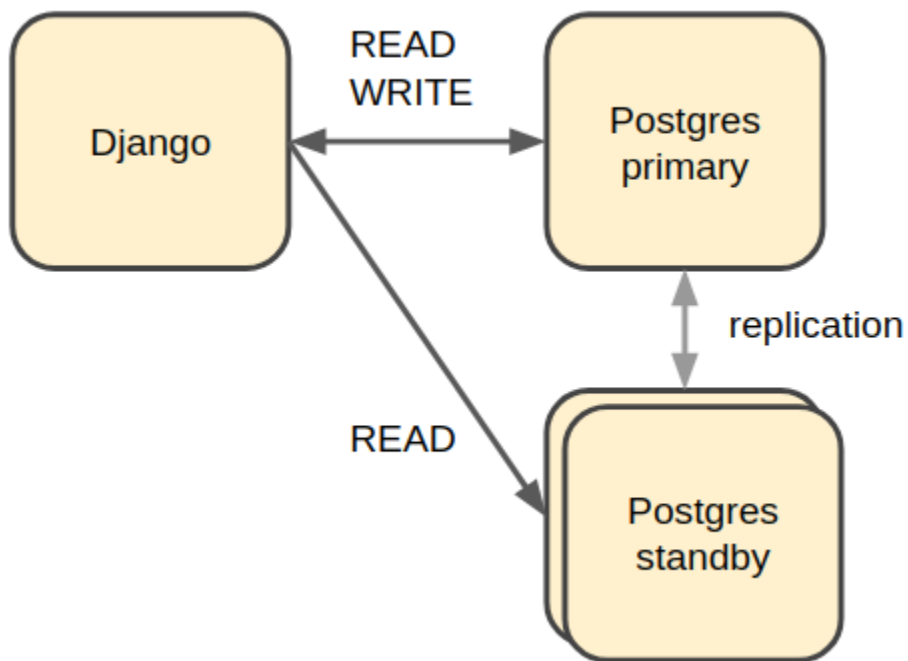 READ
WRITE
Django
Postgres
primary
replication
READ
Postgres
standby